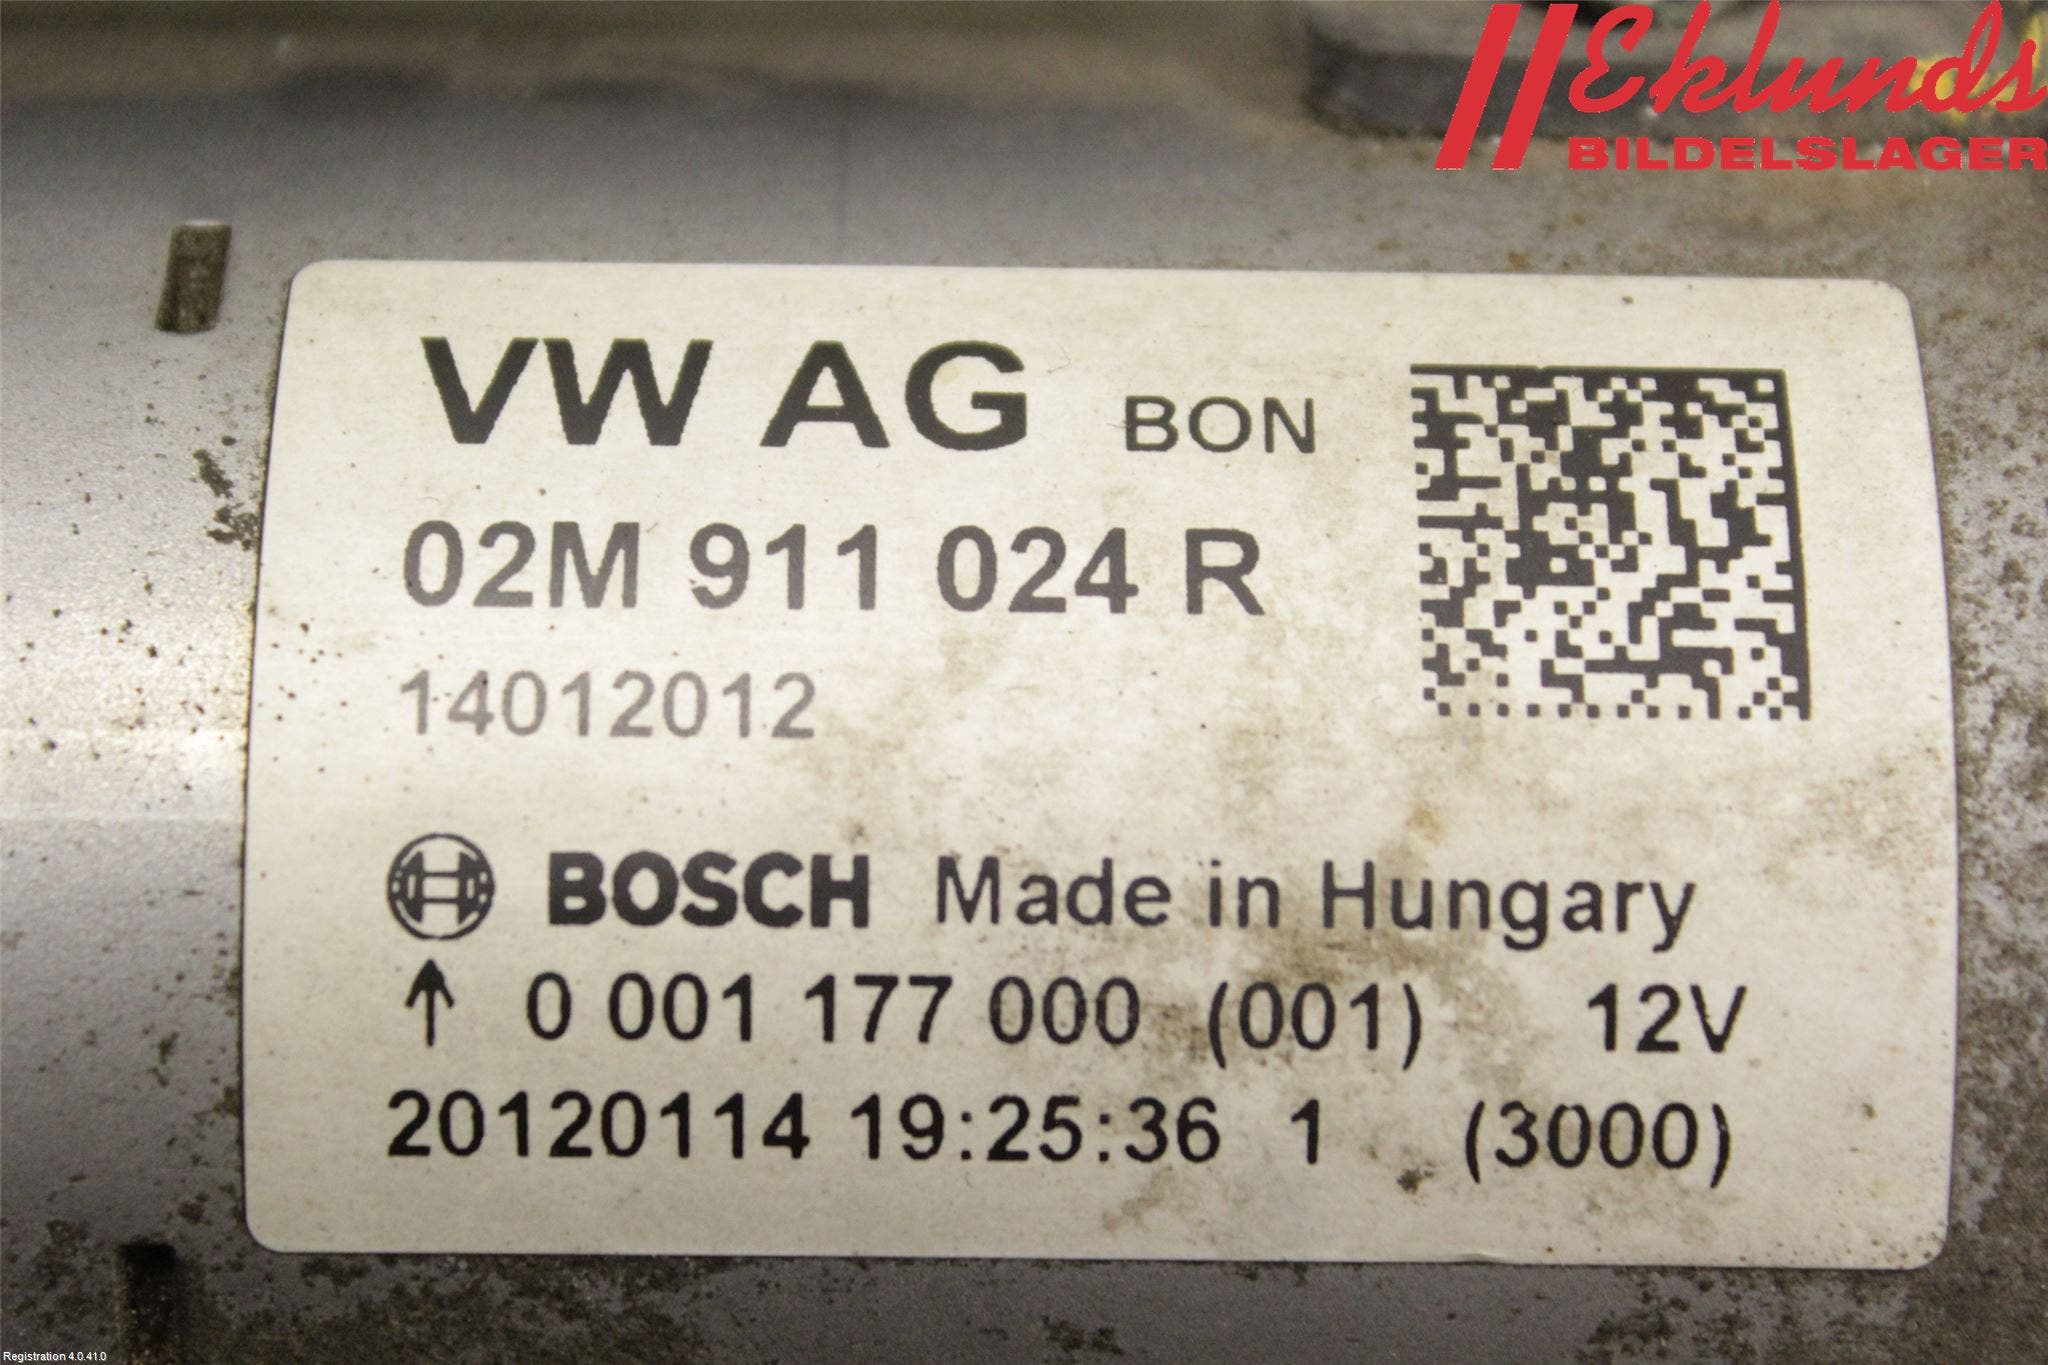 Eklunds
BILDELSLAGER
VW AG BON
02M 911 024 R
14012012
BOSCH Made in Hungary
↑ 0 001 177 000 (001) 12V
20120114 19:25:36 1 (3000)
Registration 4.0.41.0